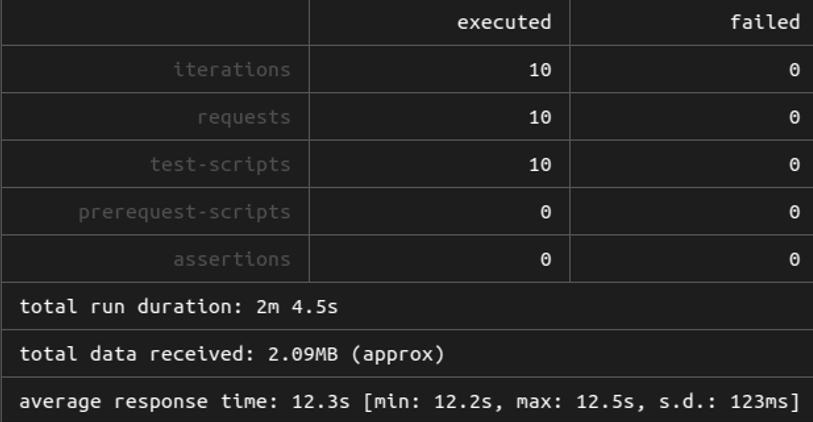 executed failed
iterations 10 0
requests 10 0
test-scripts 10 0
prerequest-scripts 0 0
assertions 0 0
total run duration: 2m 4.5s
total data received: 2.09MB (approx)
average response time: 12.3s [min: 12.2s, max: 12.5s, s.d.: 123ms]